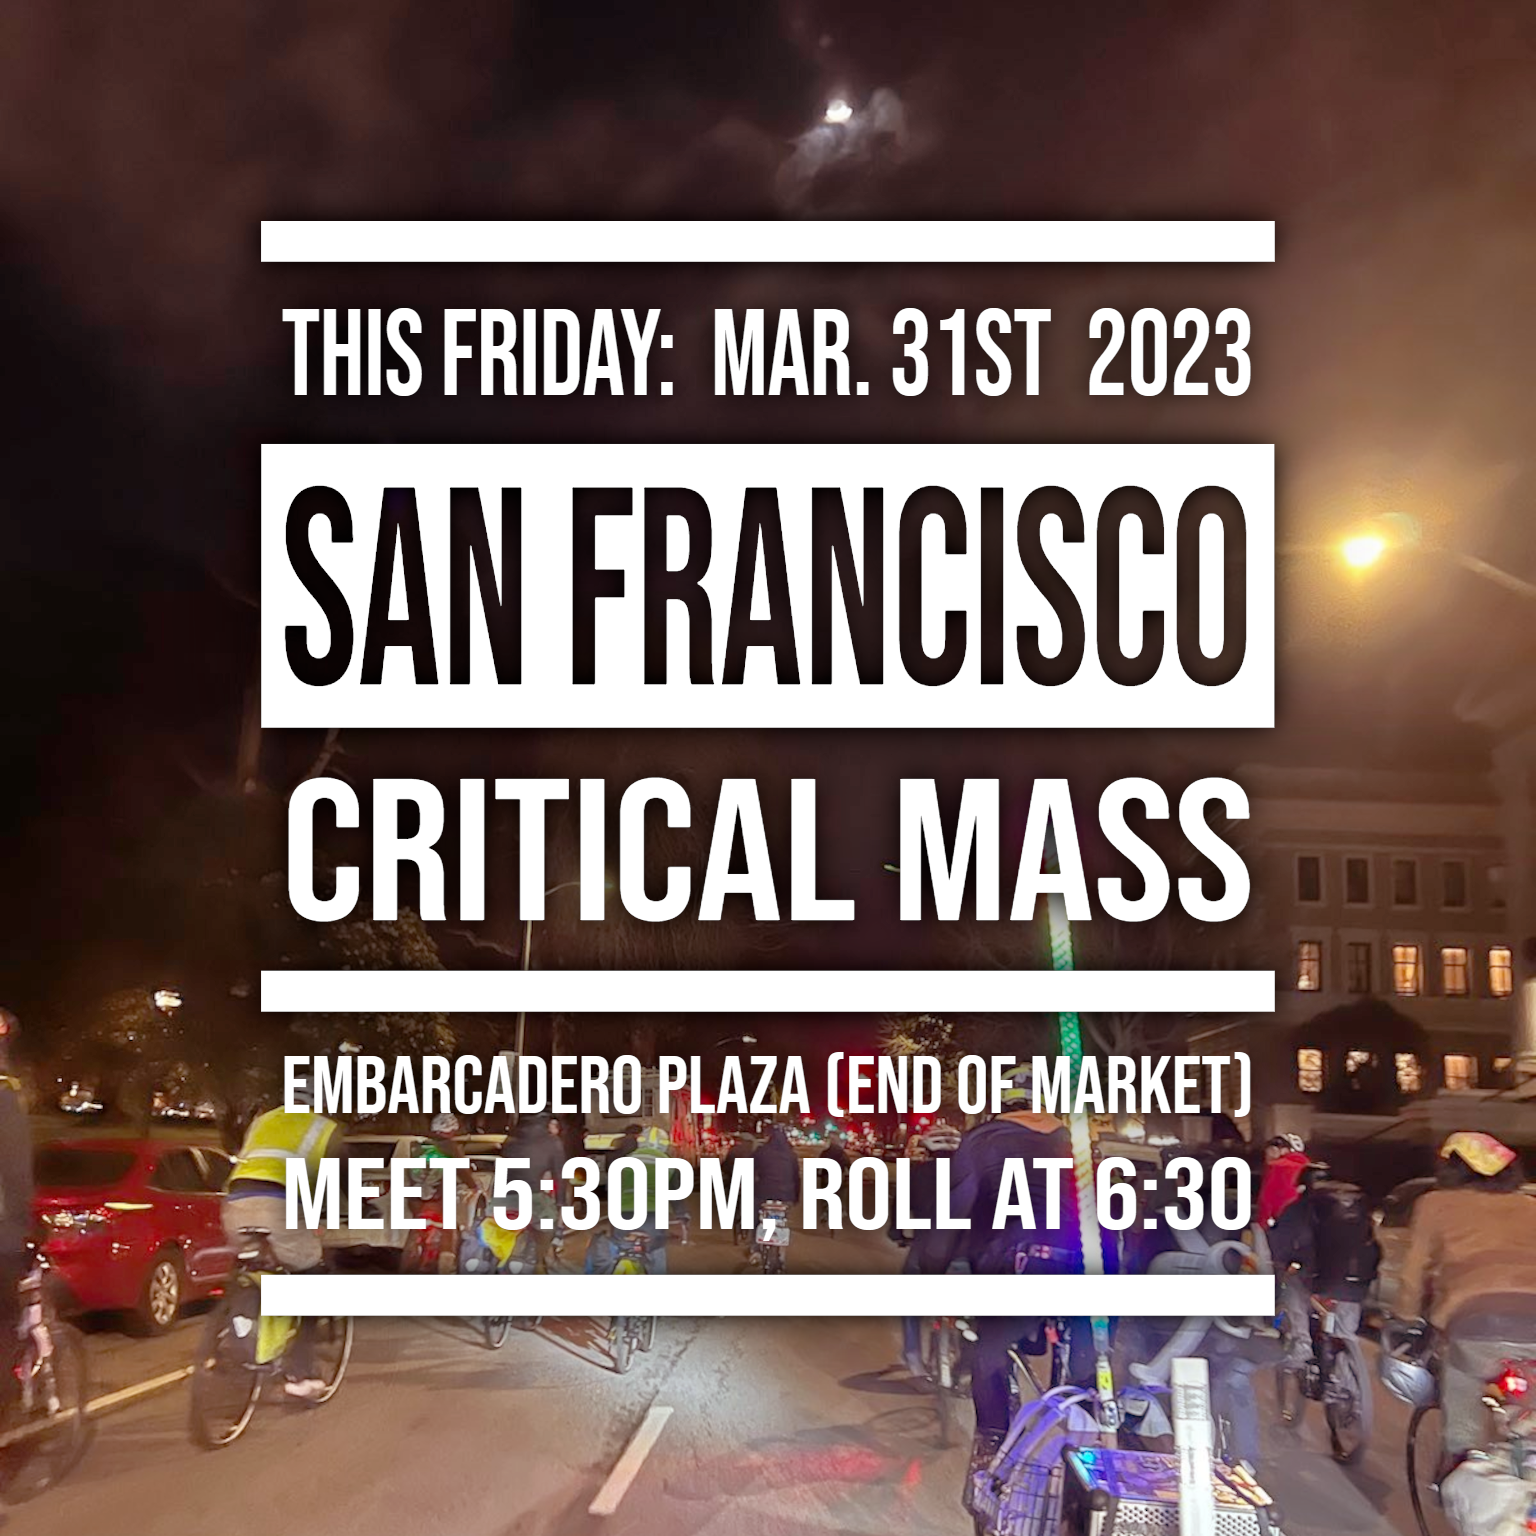 THIS FRIDAY: MAR. 31ST 2023
SAN FRANCISCO
CRITICAL MASS
EMBARCADERO PLAZA (END OF MARKET)
MEET 5:30PM, ROLL AT 6:30